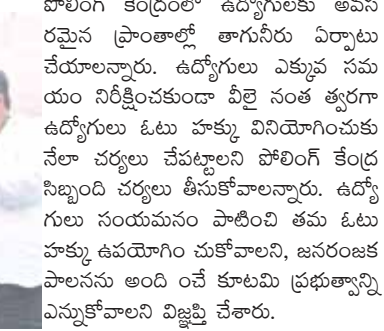 పోలింగ్ కేంద్రంలో ఉద్యోగులకు అవస
రమైన ప్రాంతాల్లో తాగునీరు ఏర్పాటు
చేయాలన్నారు. ఉద్యోగులు ఎక్కువ సమ
యం నిరీక్షించకుండా వీలై నంత త్వరగా
ఉద్యోగులు ఓటు హక్కు వినియోగించుకు
నేలా చర్యలు చేపట్టాలని పోలింగ్ కేంద్ర
సిబ్బంది చర్యలు తీసుకోవాలన్నారు. ఉద్యో
గులు సంయమనం పాటించి తమ ఓటు
హక్కు ఉపయోగిం చుకోవాలని, జనరంజక
పాలనను అంది ంచే కూటమి ప్రభుత్వాన్ని
ఎన్నుకోవాలని విజ్ఞప్తి చేశారు.